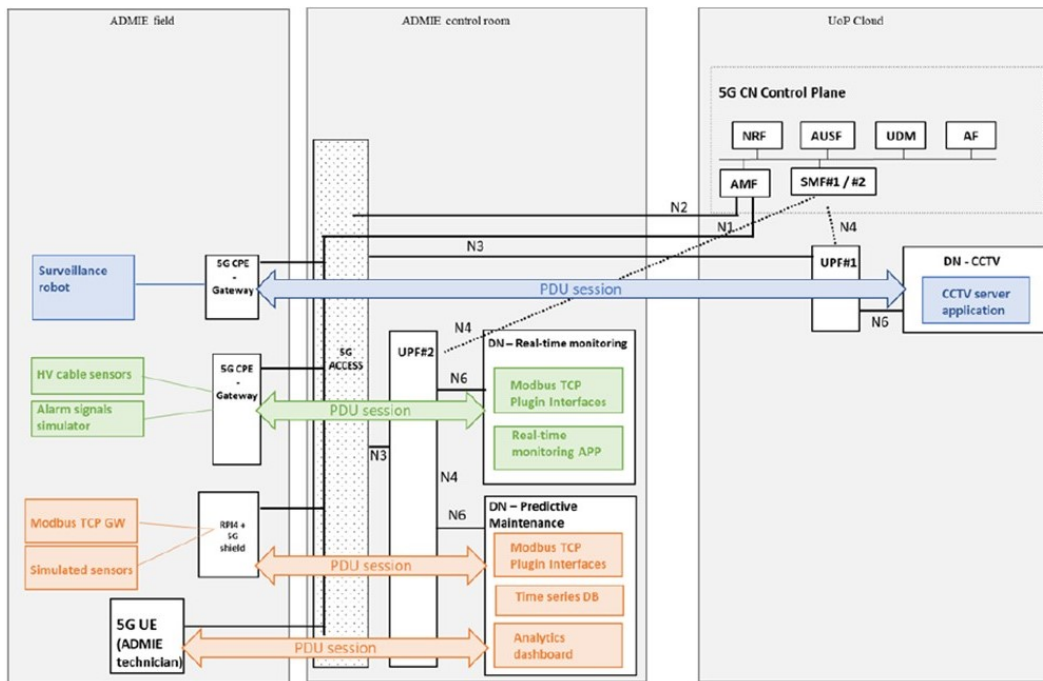 ADMIE field
ADMIE control room
UoP Cloud
5G CN Control Plane
NRF
AUSF
UDM
AF
AMF
SMF#1 / #2
N2
N1
N4
N3
Surveillance
robot
5G CPE
-
Gateway
PDU session
UPF#1
DN - CCTV
CCTV server
application
N6
HV cable sensors
Alarm signals
simulator
5G CPE
-
Gateway
5G
ACCESS
PDU session
N3
UPF#2
N4
N6
DN – Real-time monitoring
Modbus TCP
Plugin Interfaces
Real-time
monitoring APP
N4
N6
Modbus TCP GW
Simulated sensors
RPI4 +
5G
shield
PDU session
DN – Predictive
Maintenance
Modbus TCP
Plugin Interfaces
Time series DB
Analytics
dashboard
5G UE
(ADMIE
technician)
PDU session